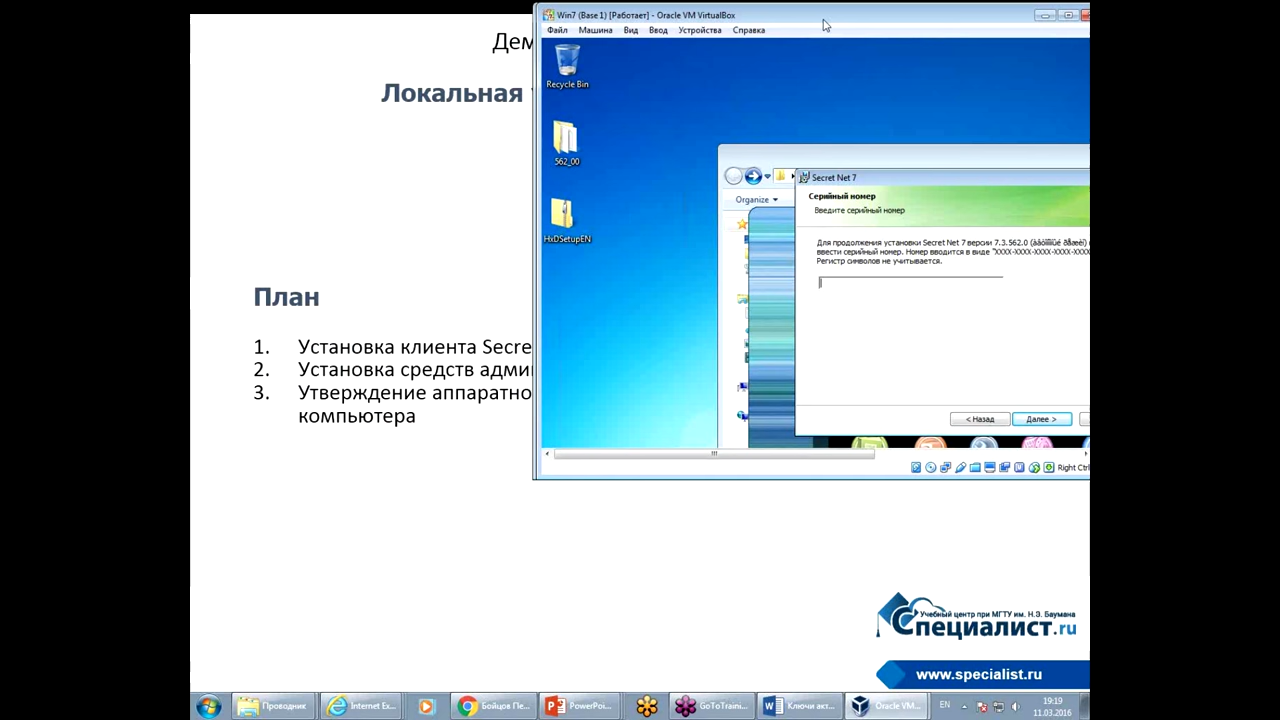 Дем
Локальная
План
1. Установка клиента Secre
2. Установка средств адми
3. Утверждение аппаратно
компьютера
Win7 (Base 1) [Работает] - Oracle VM VirtualBox
Файл Машина Вид Ввод Устройства Справка
Recycle Bin
562_00
HxDSetupEN
Organize
Secret Net 7
Серийный номер
Введите серийный номер
Для продолжения установки Secret Net 7 версии 7.3.562.0
ввести серийный номер. Номер вводится в виде "XXXX-XXXX-XXXX-XXXX-XXXX
Регистр символов не учитывается.
< Назад Далее >
Right Ctrl
Учебный центр при МГТУ им. Н.Э. Баумана
Специалист.ru
www.specialist.ru
Проводник Internet Ex... Бойцов Пе... PowerPoi... GoToTraini... Ключи акт... Oracle VM... EN 19:19
11.03.2016